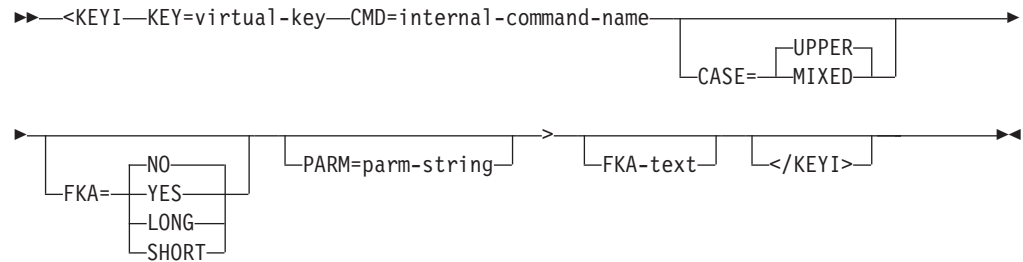 <KEYI KEY=virtual-key CMD=internal-command-name
UPPER
CASE= MIXED
NO PARM=parm-string > FKA-text </KEYI>
FKA= YES
LONG
SHORT